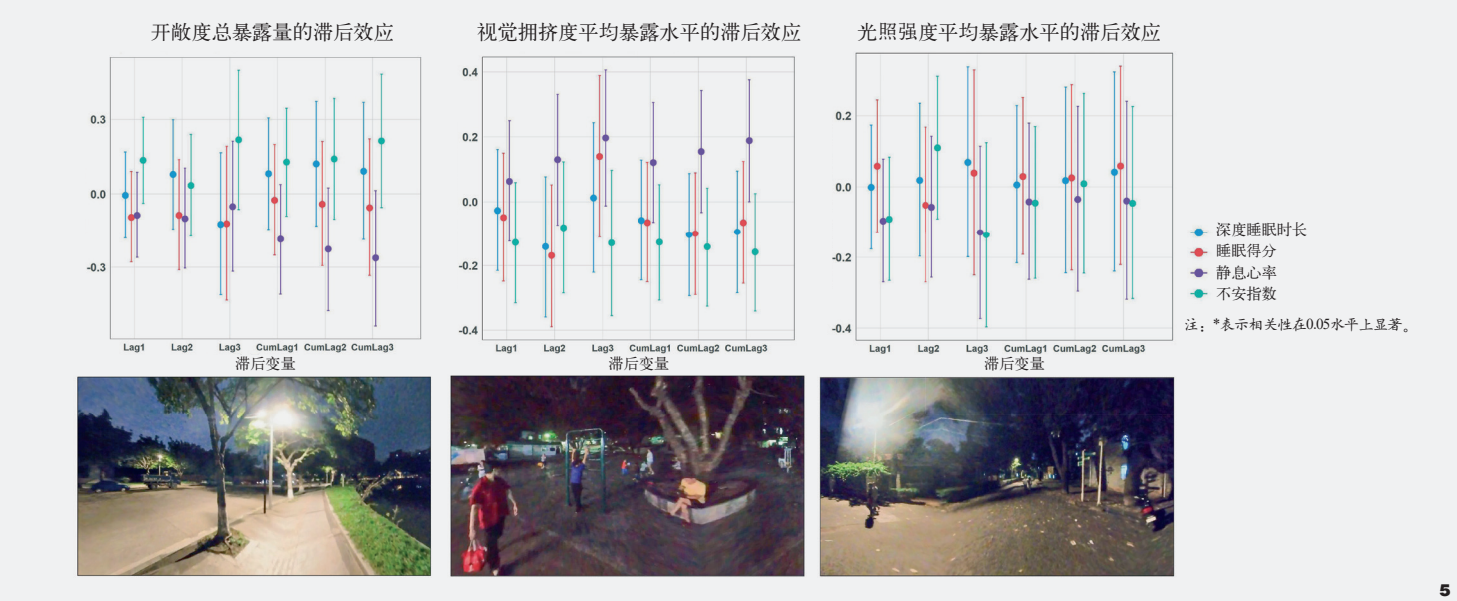 开敞度总暴露量的滞后效应
0.3
0.0
-0.3
Lag1 Lag2 Lag3 CumLag1 CumLag2 CumLag3
滞后变量
视觉拥挤度平均暴露水平的滞后效应
0.4
0.2
0.0
-0.2
-0.4
Lag1 Lag2 Lag3 CumLag1 CumLag2 CumLag3
滞后变量
光照强度平均暴露水平的滞后效应
0.2
0.0
-0.2
-0.4
Lag1 Lag2 Lag3 CumLag1 CumLag2 CumLag3
滞后变量
深度睡眠时长
睡眠得分
静息心率
不安指数
注：*表示相关性在0.05水平上显著。
5